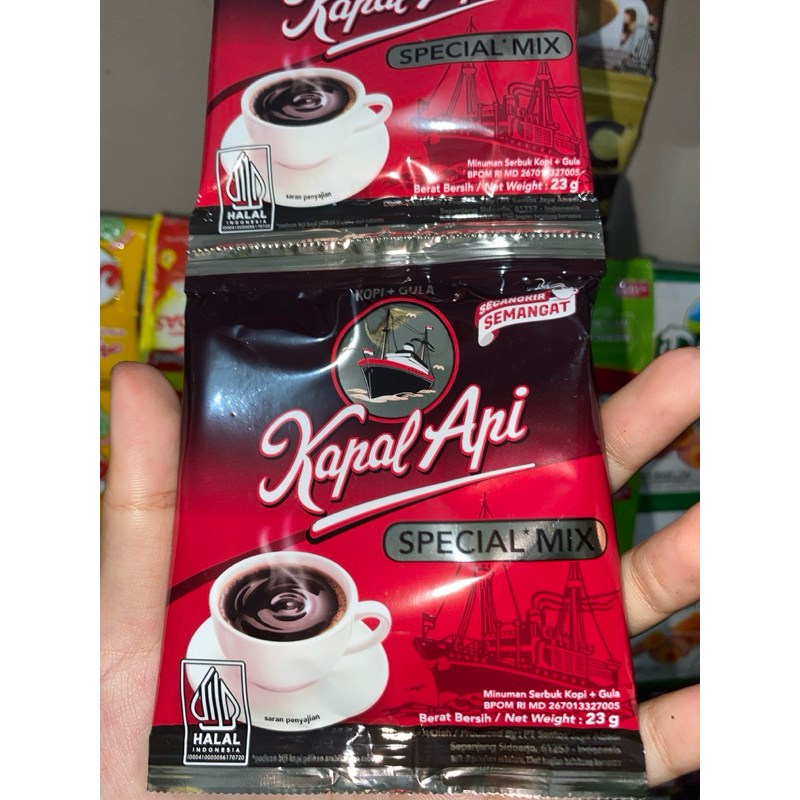 Kapal Api
SPECIAL* MIX
Minuman Serbuk Kopi + Gula
BPOM RI MD 267013327005
Berat Bersih / Net Weight : 23 g
saran penyajian
HALAL
INDONESIA
KOPI + GULA
SECANGKIR
SEMANGAT
Kapal Api
SPECIAL* MIX
Minuman Serbuk Kopi + Gula
BPOM RI MD 267013327005
Berat Bersih / Net Weight : 23 g
saran penyajian
HALAL
INDONESIA
ID00410000086170720
Sepanjang Sidoarjo, 61257 - Indonesia